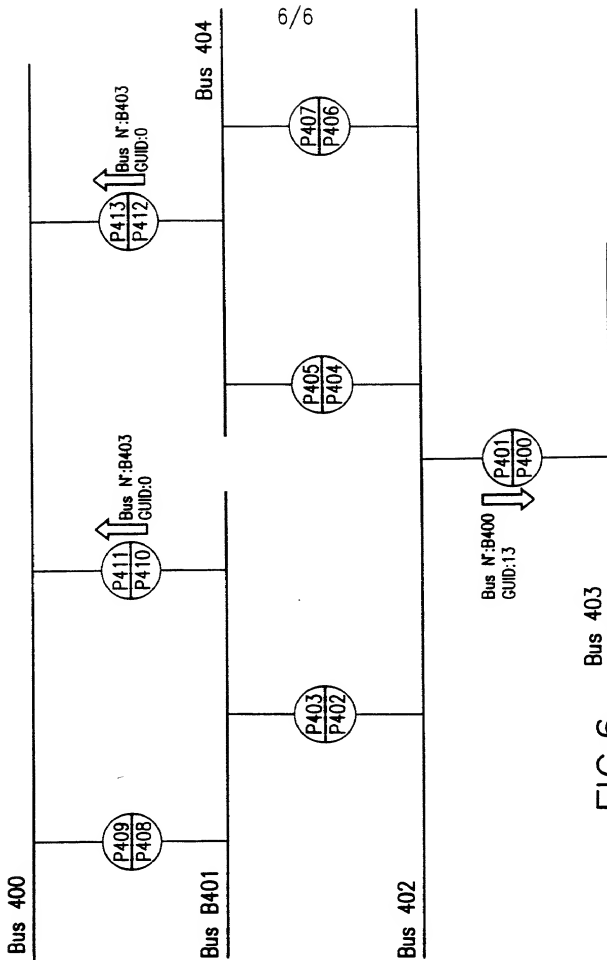 6/6
Bus 400
P409
P408
P411
P410
Bus N°:B403
GUID:0
P413
P412
Bus N°:B403
GUID:0
Bus B401
Bus 404
P403
P402
P405
P404
P407
P406
Bus 402
Bus N°:B400
GUID:13
P401
P400
Bus 403
FIG. 6